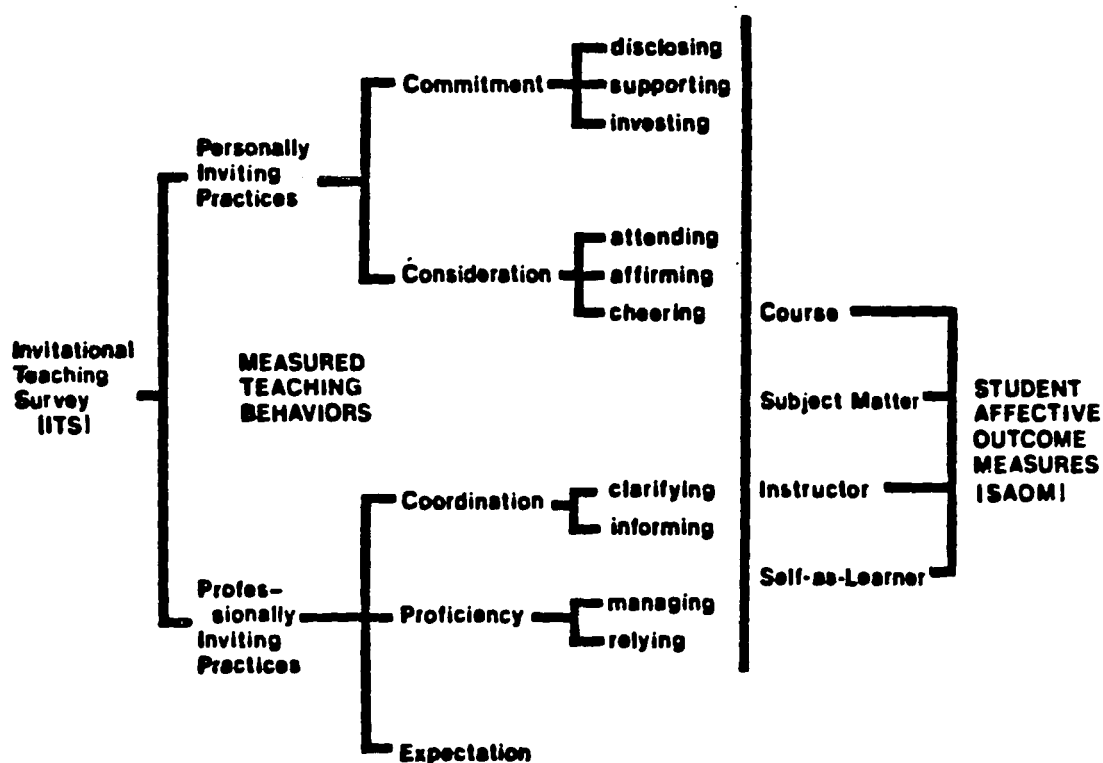 Invitational
Teaching
Survey
[ITS]
Personally
Inviting
Practices
Commitment
disclosing
supporting
investing
Consideration
attending
affirming
cheering
MEASURED
TEACHING
BEHAVIORS
Profes-
sionally
Inviting
Practices
Coordination
clarifying
informing
Proficiency
managing
relying
Expectation
Course
Subject Matter
Instructor
Self-as-Learner
STUDENT
AFFECTIVE
OUTCOME
MEASURES
[SAOM]